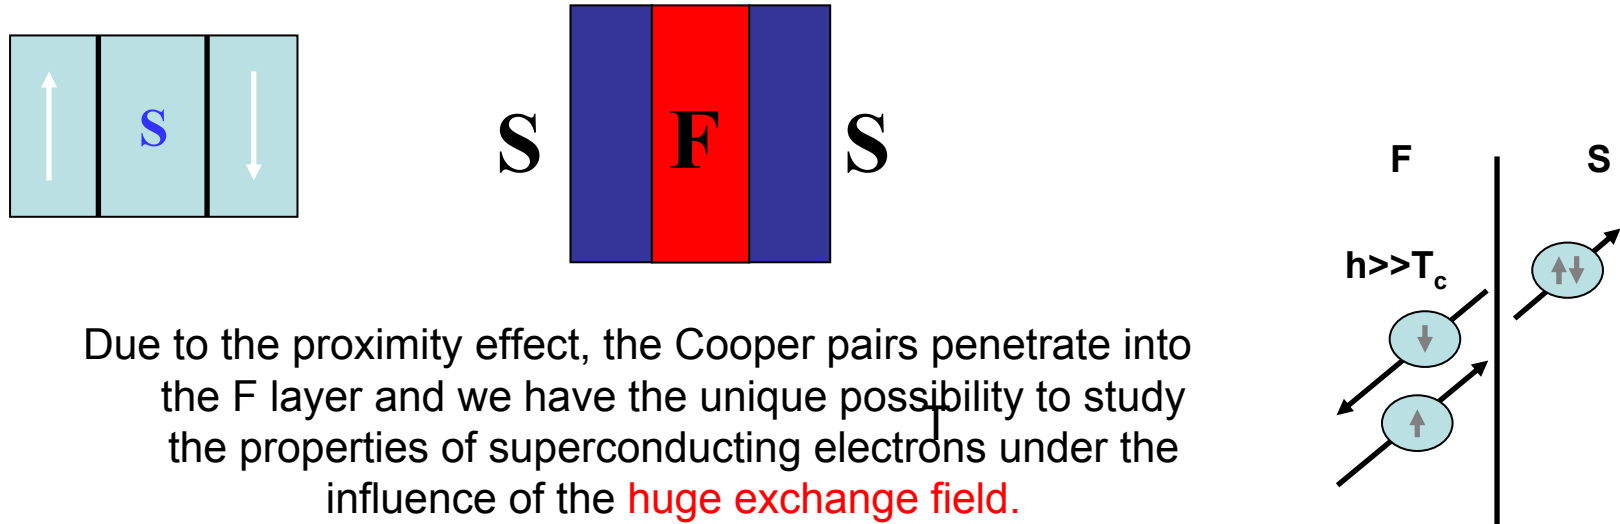 S
S
F
S
F
S
h>>Tc
Due to the proximity effect, the Cooper pairs penetrate into
the F layer and we have the unique possibility to study
T
the properties of superconducting electrons under the
influence of the huge exchange field.